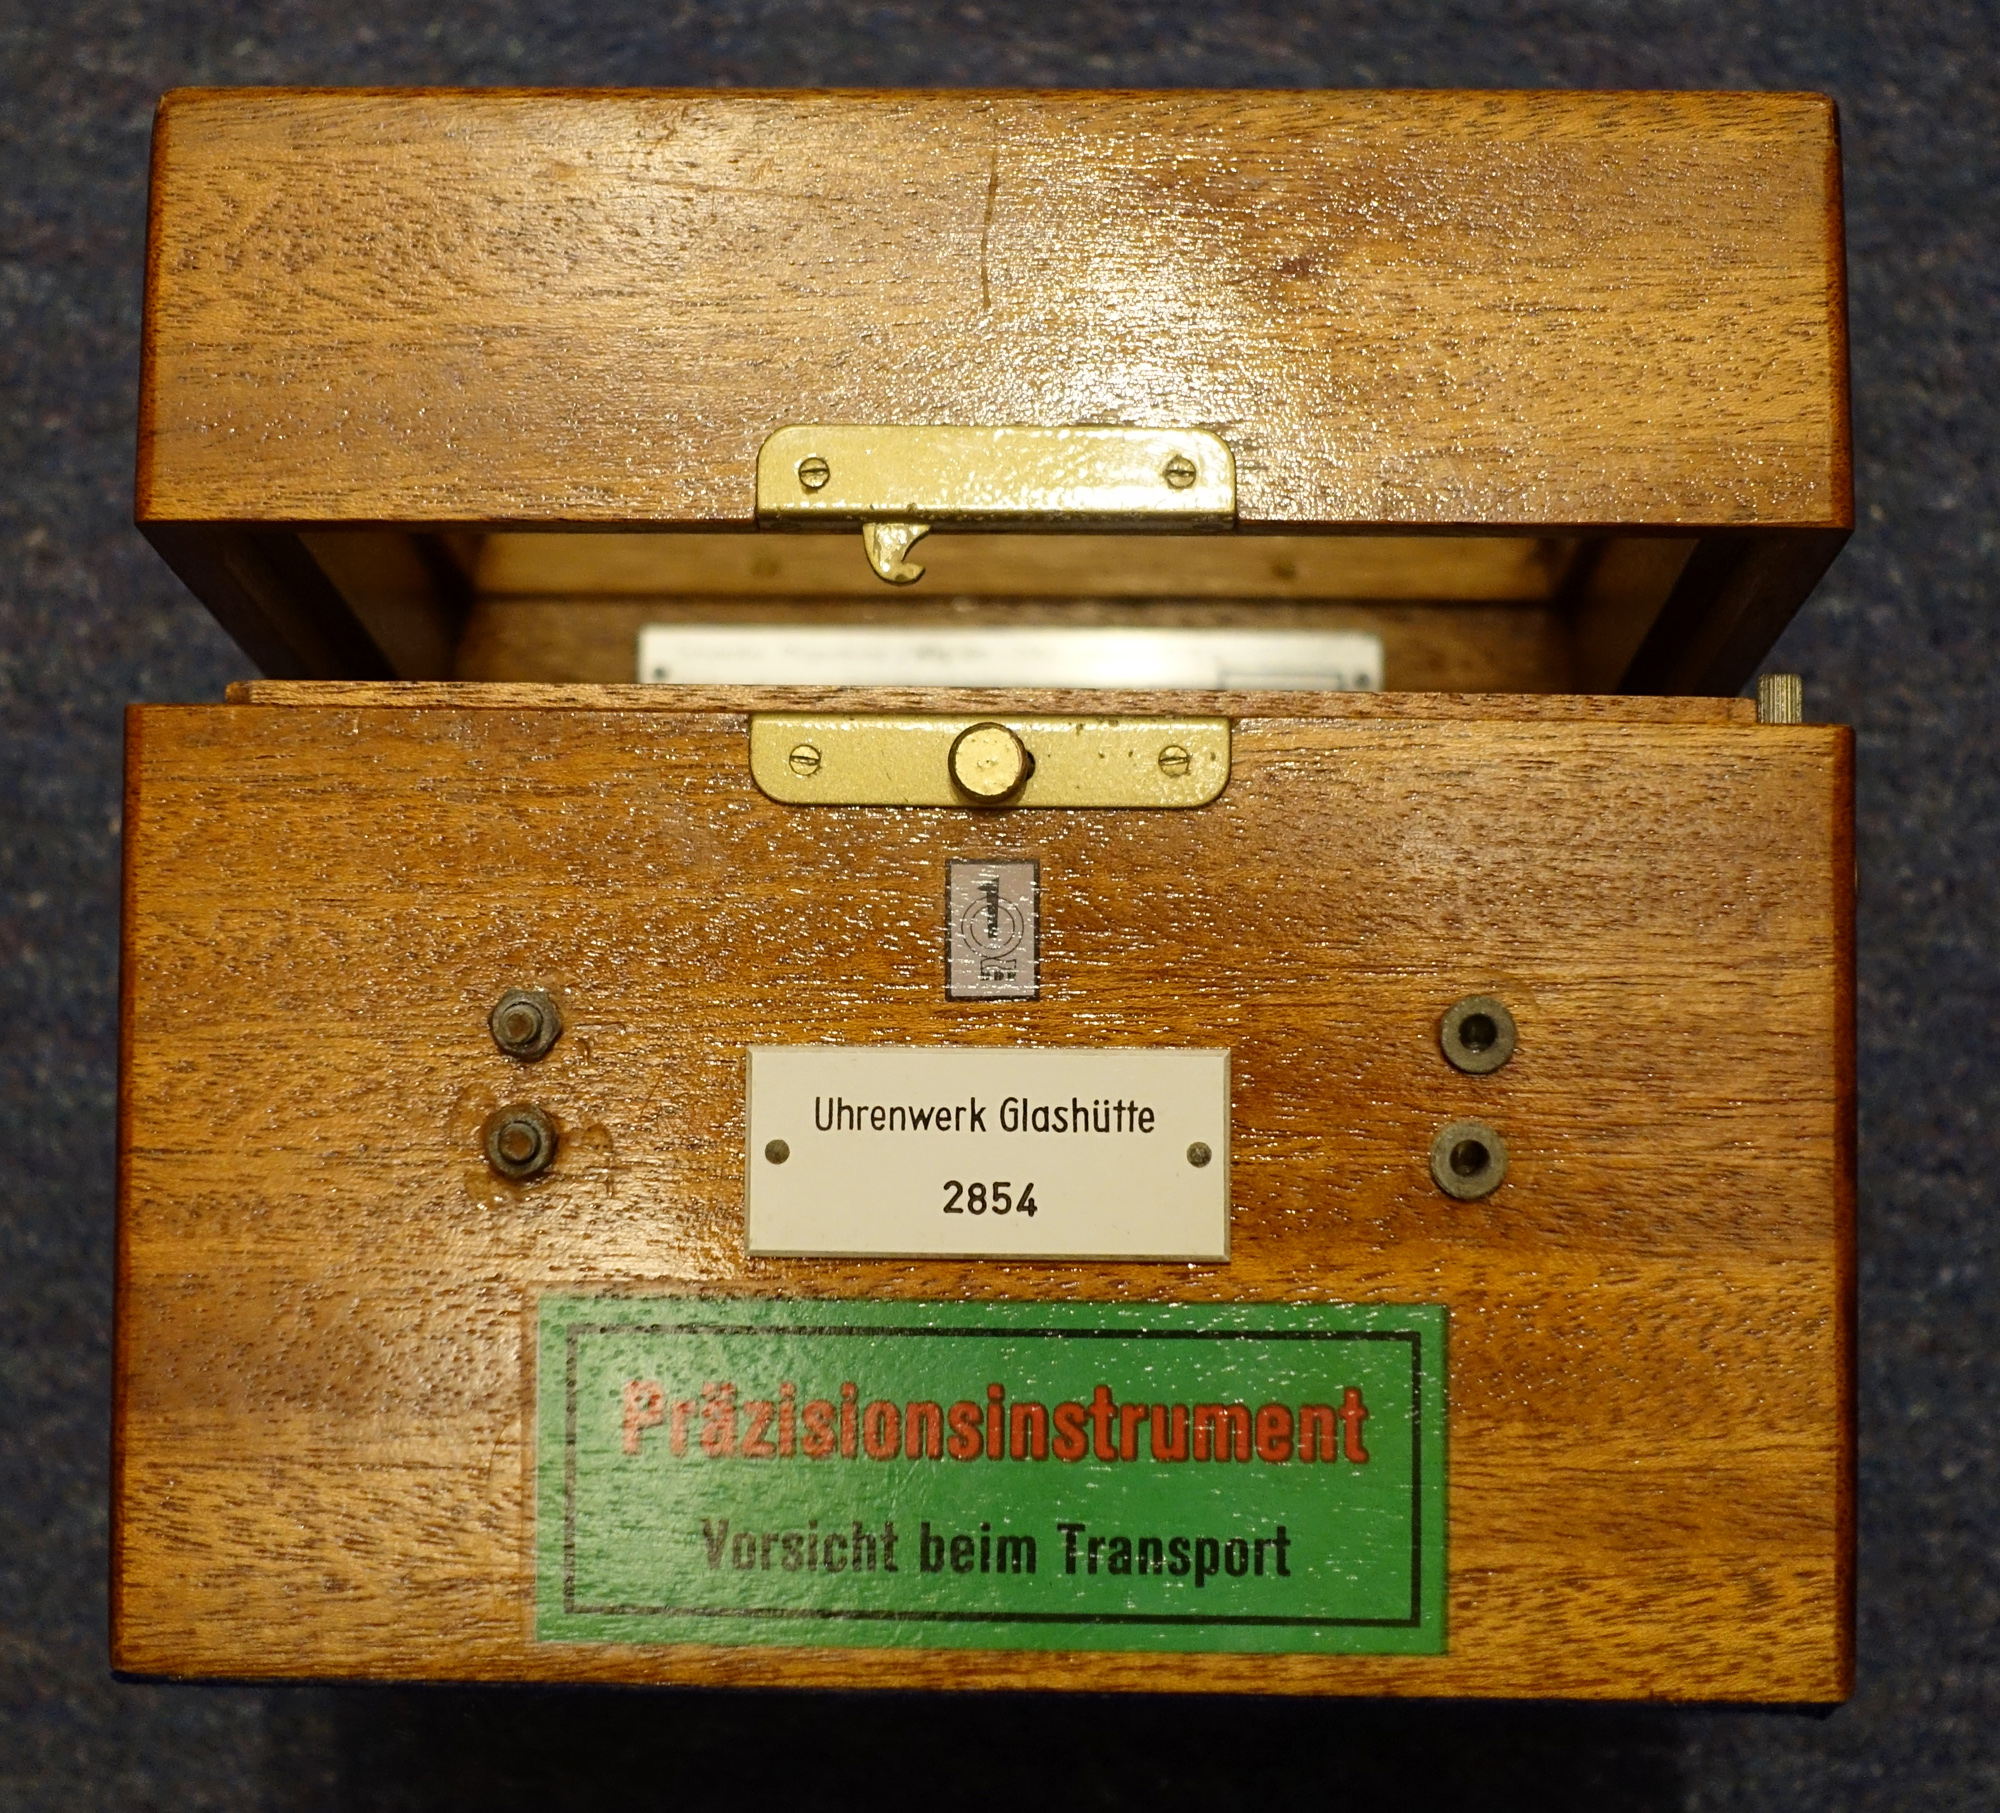 Uhrenwerk Glashütte
2854
Präzisionsinstrument
Vorsicht beim Transport